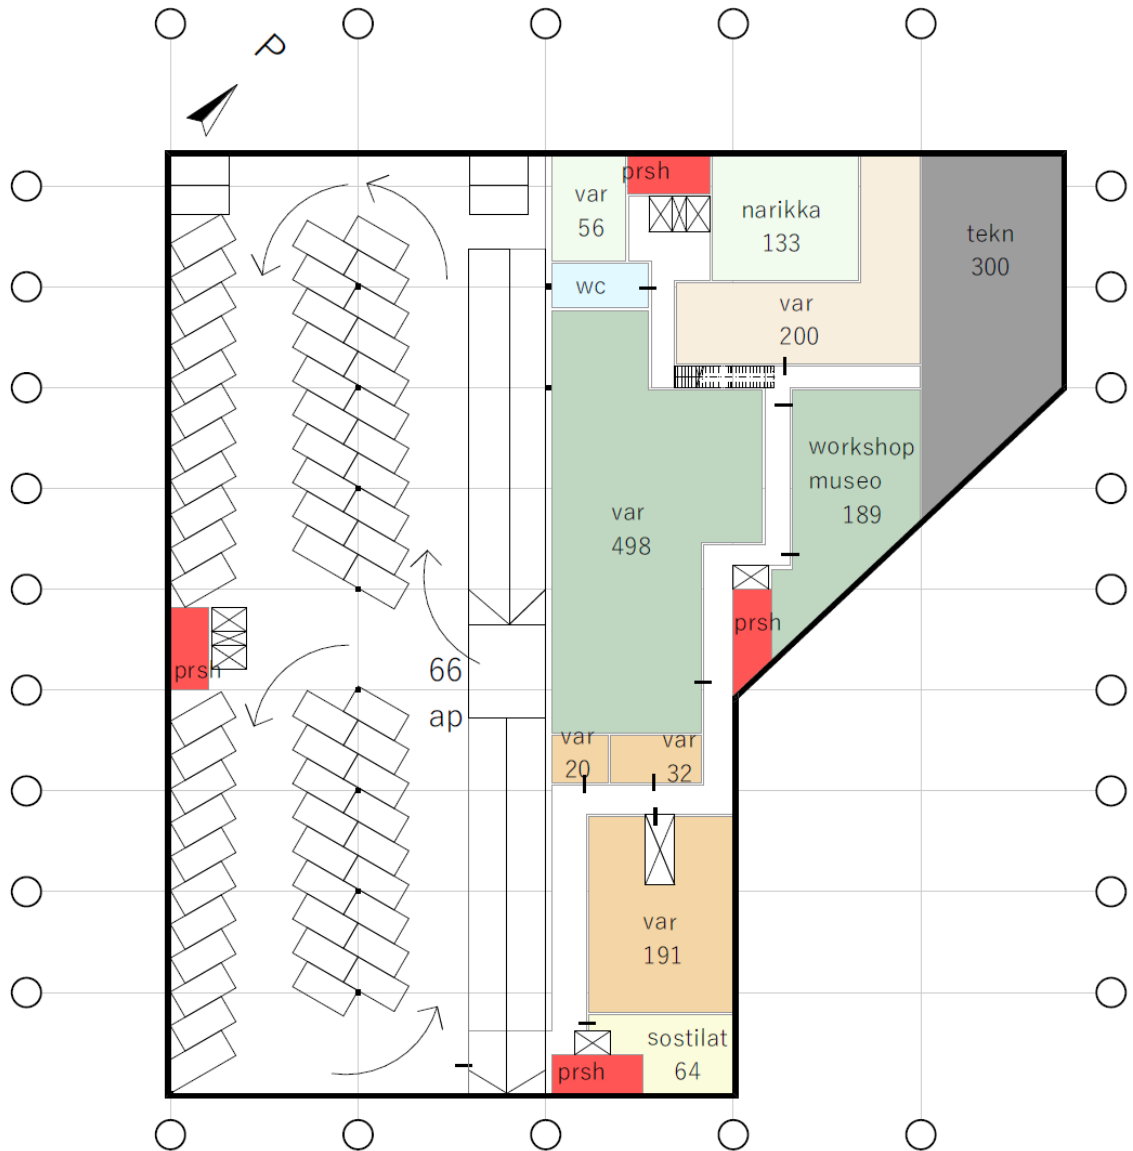 P
prsh
var
56
narikka
133
tekn
300
wc
var
200
workshop
museo
189
var
498
prsh
prsh
66
ap
var
20
var
32
var
191
sostilat
64
prsh